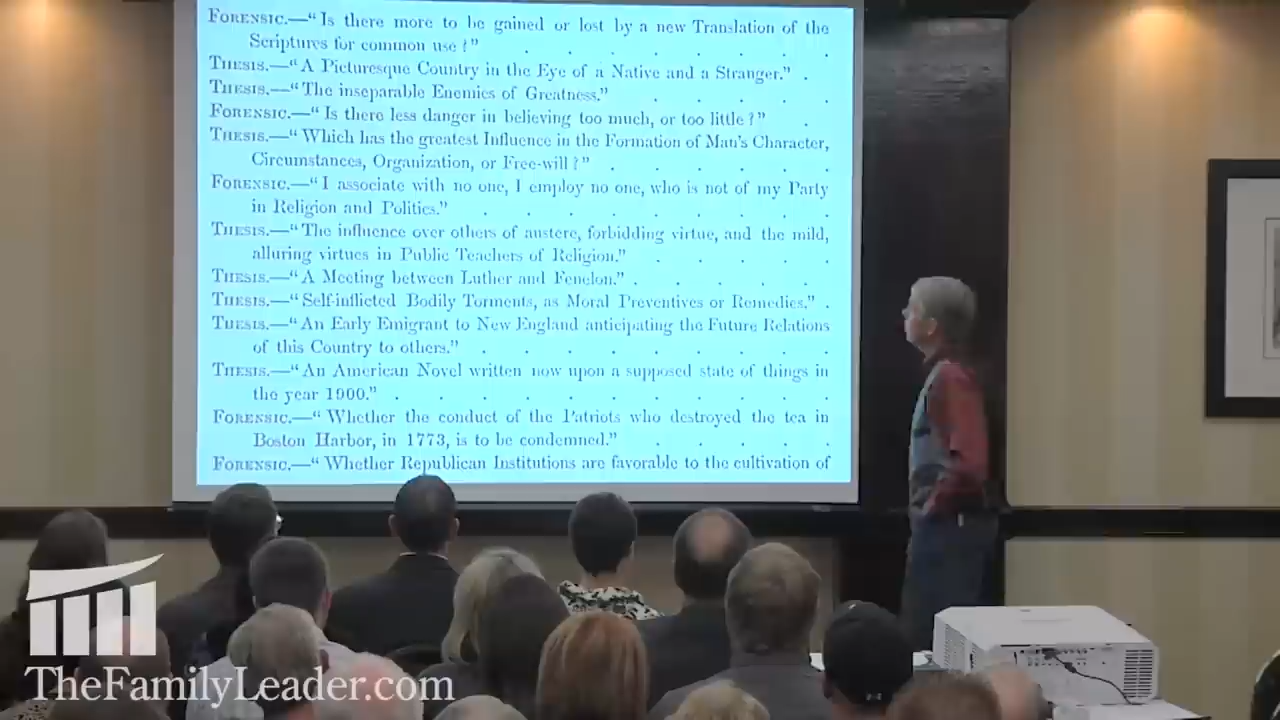 FORENSIC.—“Is there more to be gained or lost by a new Translation of the
Scriptures for common use?” . . . . .
THESIS.—“A Picturesque Country in the Eye of a Native and a Stranger.” .
THESIS.—“The inseparable Enemies of Greatness.” . . . . .
FORENSIC.—“Is there less danger in believing too much, or too little?” .
THESIS.—“Which has the greatest Influence in the Formation of Man's Character,
Circumstances, Organization, or Free-will?” . . . . . .
FORENSIC.—“I associate with no one, I employ no one, who is not of my Party
in Religion and Politics.” . . . . . . . . .
THESIS.—“The influence over others of austere, forbidding virtue, and the mild,
alluring virtues in Public Teachers of Religion.” . . . . .
THESIS.—“A Meeting between Luther and Fenelon.” . . . . .
THESIS.—“Self-inflicted Bodily Torments, as Moral Preventives or Remedies.” .
THESIS.—“An Early Emigrant to New England anticipating the Future Relations
of this Country to others.” . . . . . . . . .
THESIS.—“An American Novel written now upon a supposed state of things in
the year 1900.” . . . . . . . . . . .
FORENSIC.—“Whether the conduct of the Patriots who destroyed the tea in
Boston Harbor, in 1773, is to be condemned.” . . . . .
FORENSIC.—“Whether Republican Institutions are favorable to the cultivation of
TheFamilyLeader.com